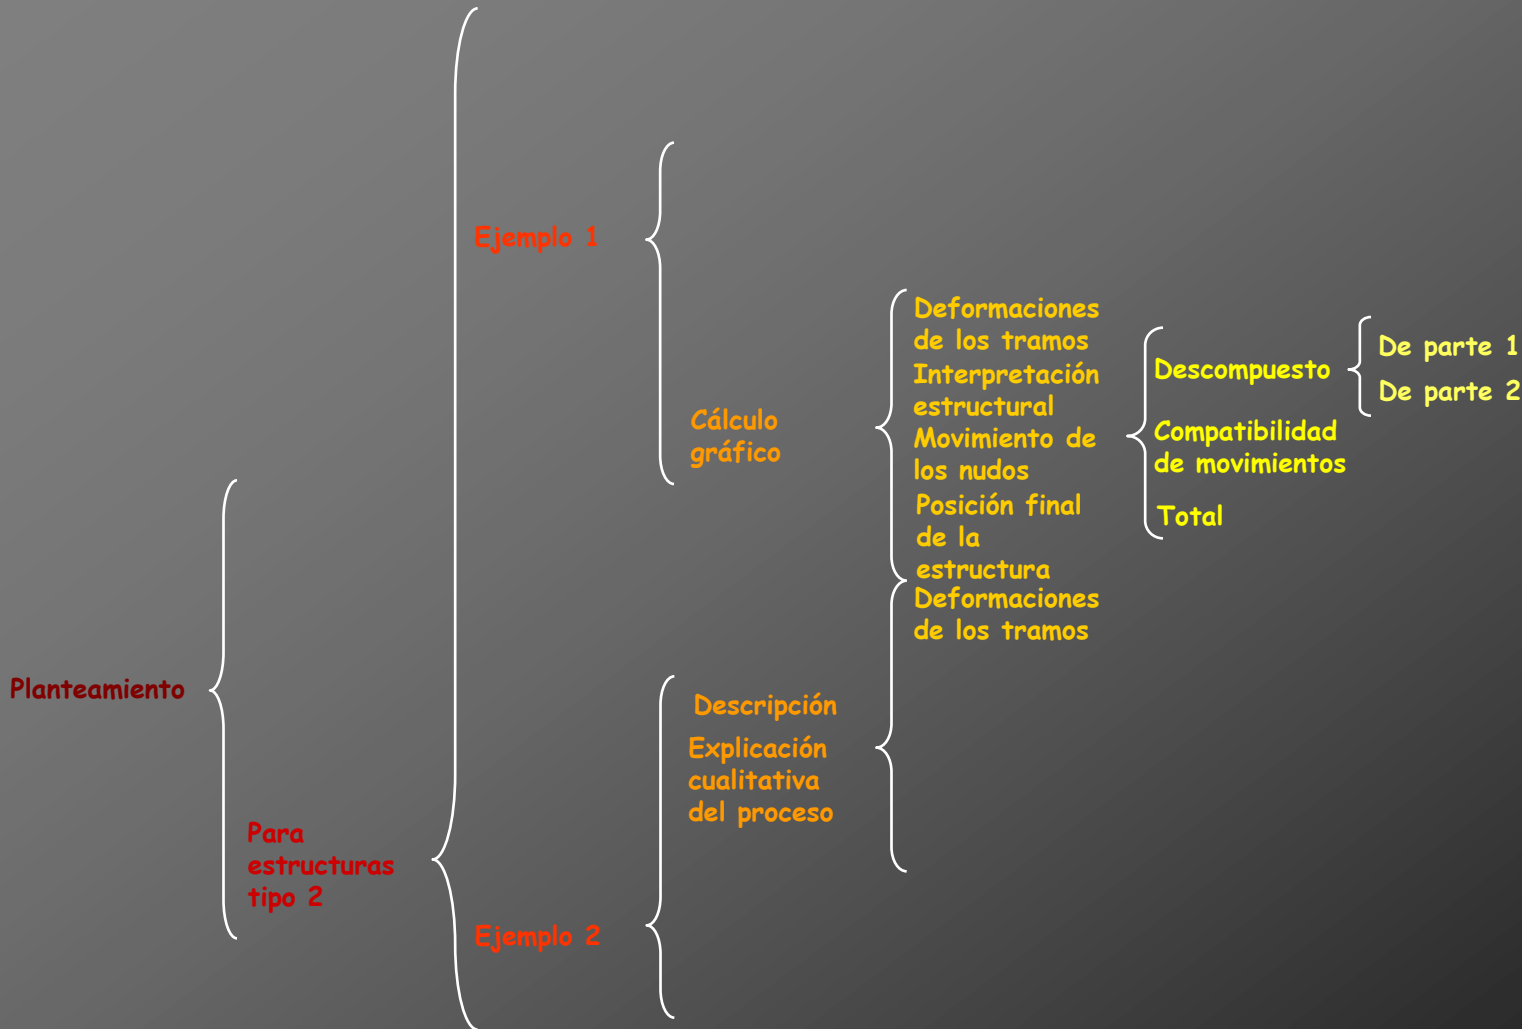 Planteamiento
Para
estructuras
tipo 2
Ejemplo 1
Cálculo
gráfico
Deformaciones
de los tramos
Interpretación
estructural
Movimiento de
los nudos
Descompuesto
De parte 1
De parte 2
Compatibilidad
de movimientos
Total
Posición final
de la
estructura
Ejemplo 2
Descripción
Explicación
cualitativa
del proceso
Deformaciones
de los tramos